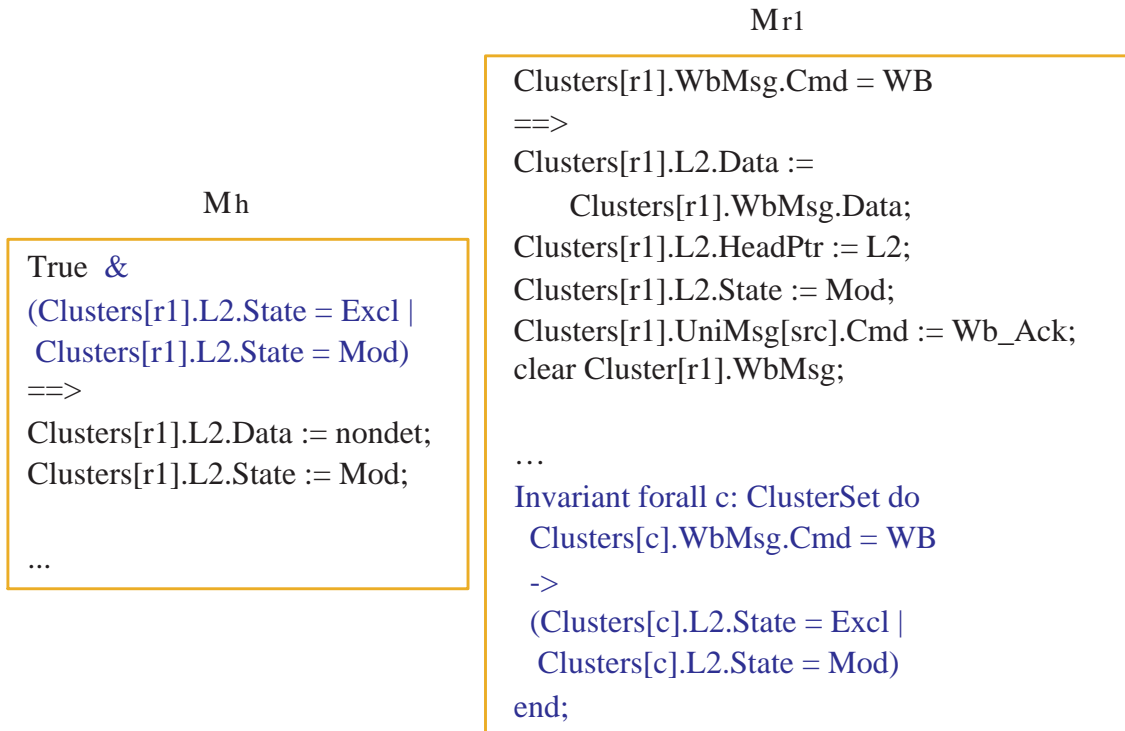 Mh
True &
(Clusters[r1].L2.State = Excl |
Clusters[r1].L2.State = Mod)
==>
Clusters[r1].L2.Data := nondet;
Clusters[r1].L2.State := Mod;
...
Mr1
Clusters[r1].WbMsg.Cmd = WB
==>
Clusters[r1].L2.Data :=
Clusters[r1].WbMsg.Data;
Clusters[r1].L2.HeadPtr := L2;
Clusters[r1].L2.State := Mod;
Clusters[r1].UniMsg[src].Cmd := Wb_Ack;
clear Cluster[r1].WbMsg;
…
Invariant forall c: ClusterSet do
Clusters[c].WbMsg.Cmd = WB
->
(Clusters[c].L2.State = Excl |
Clusters[c].L2.State = Mod)
end;